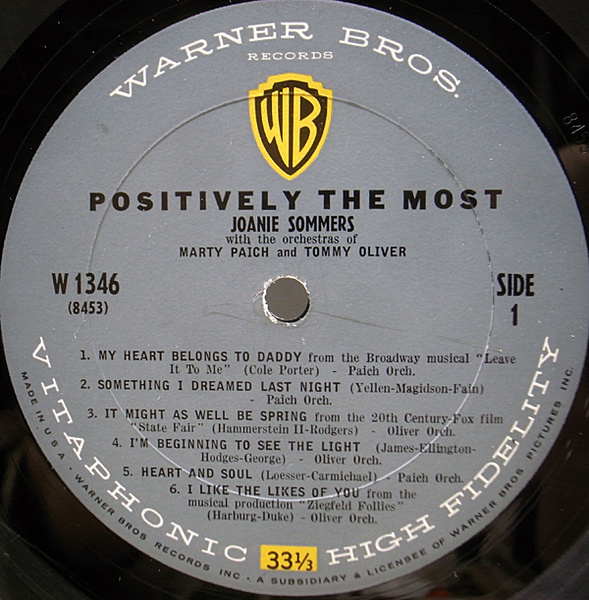 WARNER BROS.
RECORDS
WB
POSITIVELY THE MOST
JOANIE SOMMERS
with the orchestras of
MARTY PAICH and TOMMY OLIVER
W 1346
(8453)
SIDE
1
1. MY HEART BELONGS TO DADDY from the Broadway musical "Leave
It To Me" (Cole Porter) - Paich Orch.
2. SOMETHING I DREAMED LAST NIGHT (Yellen-Magidson-Fain)
- Paich Orch.
3. IT MIGHT AS WELL BE SPRING from the 20th Century-Fox film
"State Fair" (Hammerstein II-Rodgers) - Oliver Orch.
4. I'M BEGINNING TO SEE THE LIGHT (James-Ellington-
Hodges-George) - Oliver Orch.
5. HEART AND SOUL (Loesser-Carmichael) - Paich Orch.
6. I LIKE THE LIKES OF YOU from the
musical production "Ziegfeld Follies"
(Harburg-Duke) - Oliver Orch.
VITAPHONIC 33⅓ HIGH FIDELITY
MADE IN U.S.A. • WARNER BROS RECORDS INC • A SUBSIDIARY & LICENSEE OF WARNER BROS PICTURES INC.